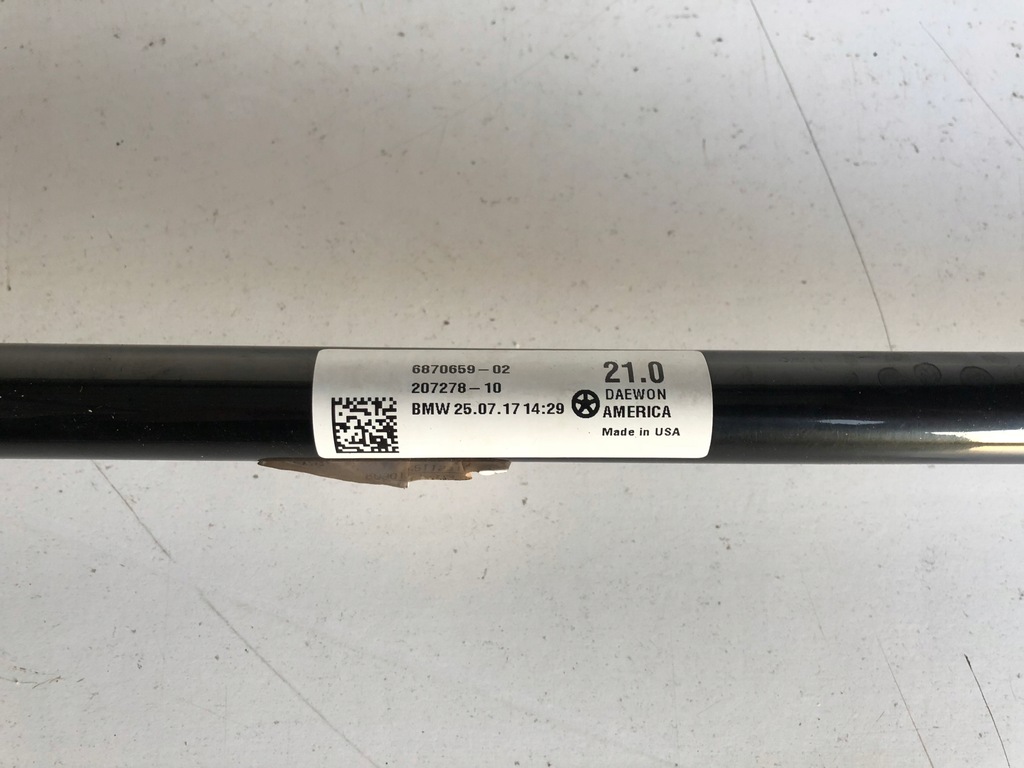 6870659-02
207278-10
BMW 25.07.17 14:29
21.0
DAEWON
AMERICA
Made in USA